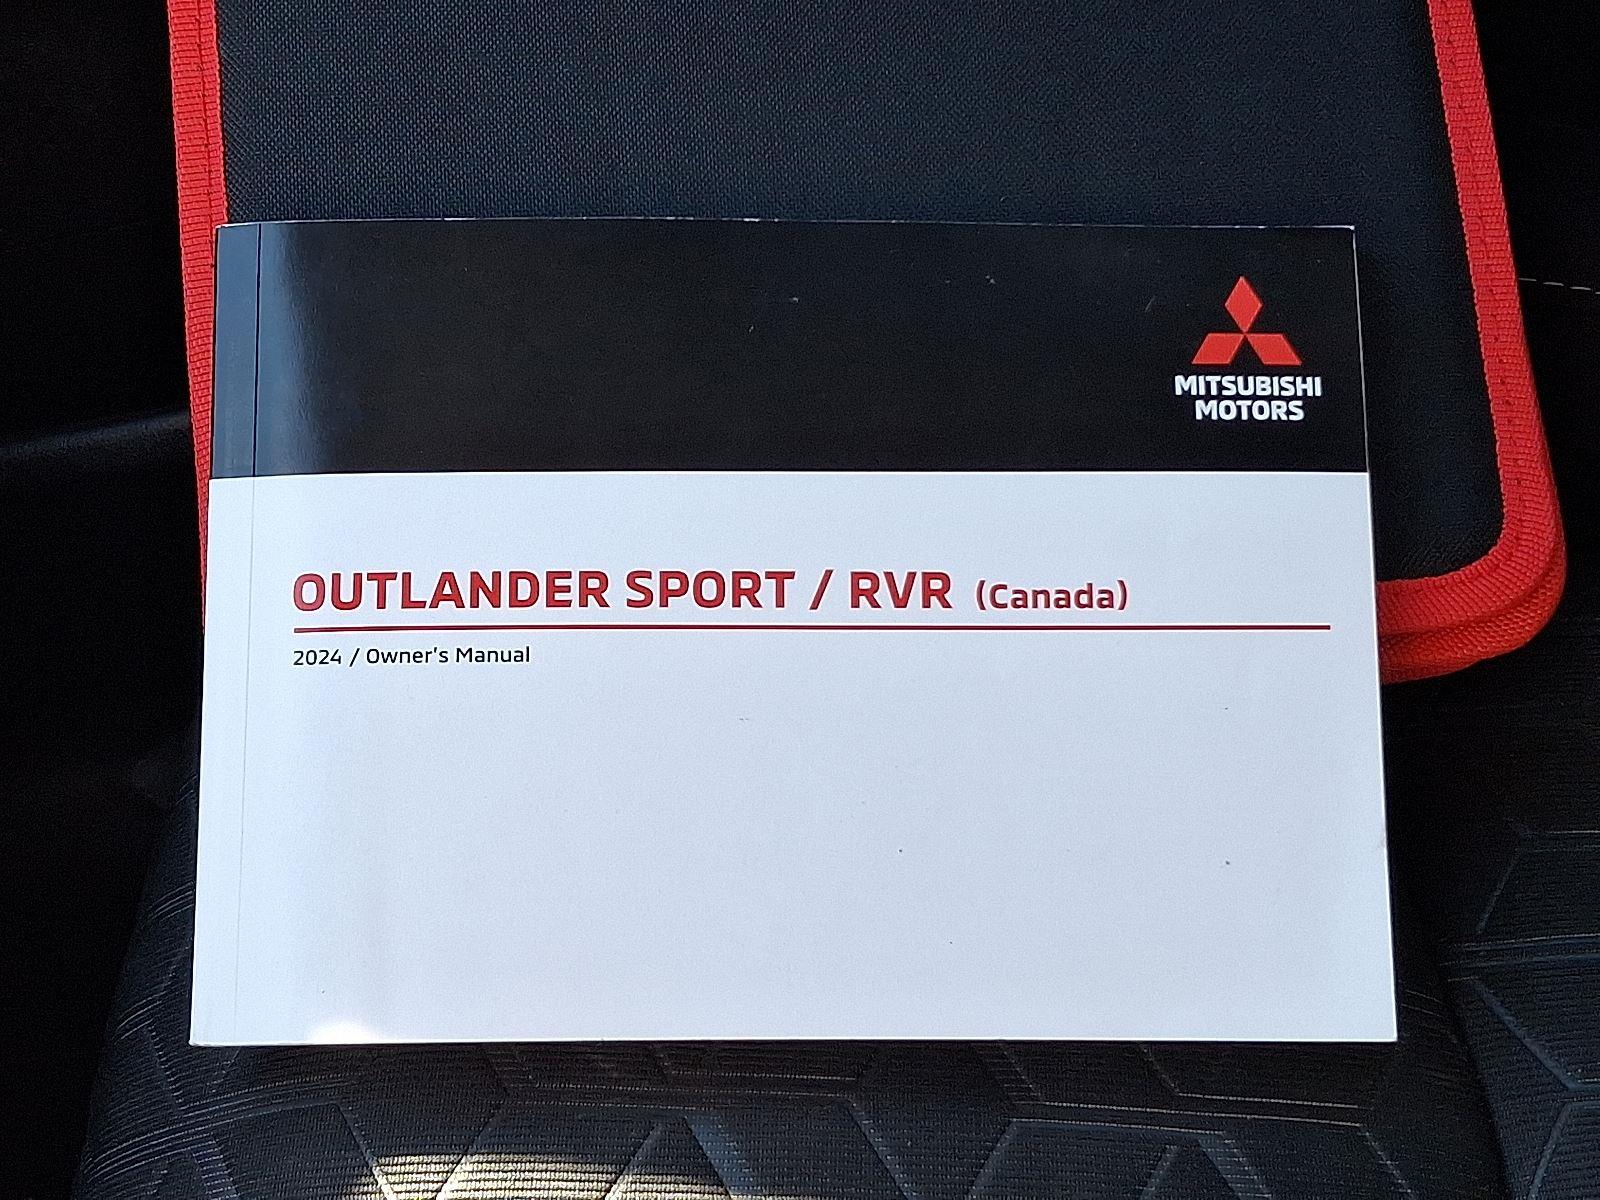 MITSUBISHI
MOTORS
OUTLANDER SPORT / RVR (Canada)
2024 / Owner's Manual